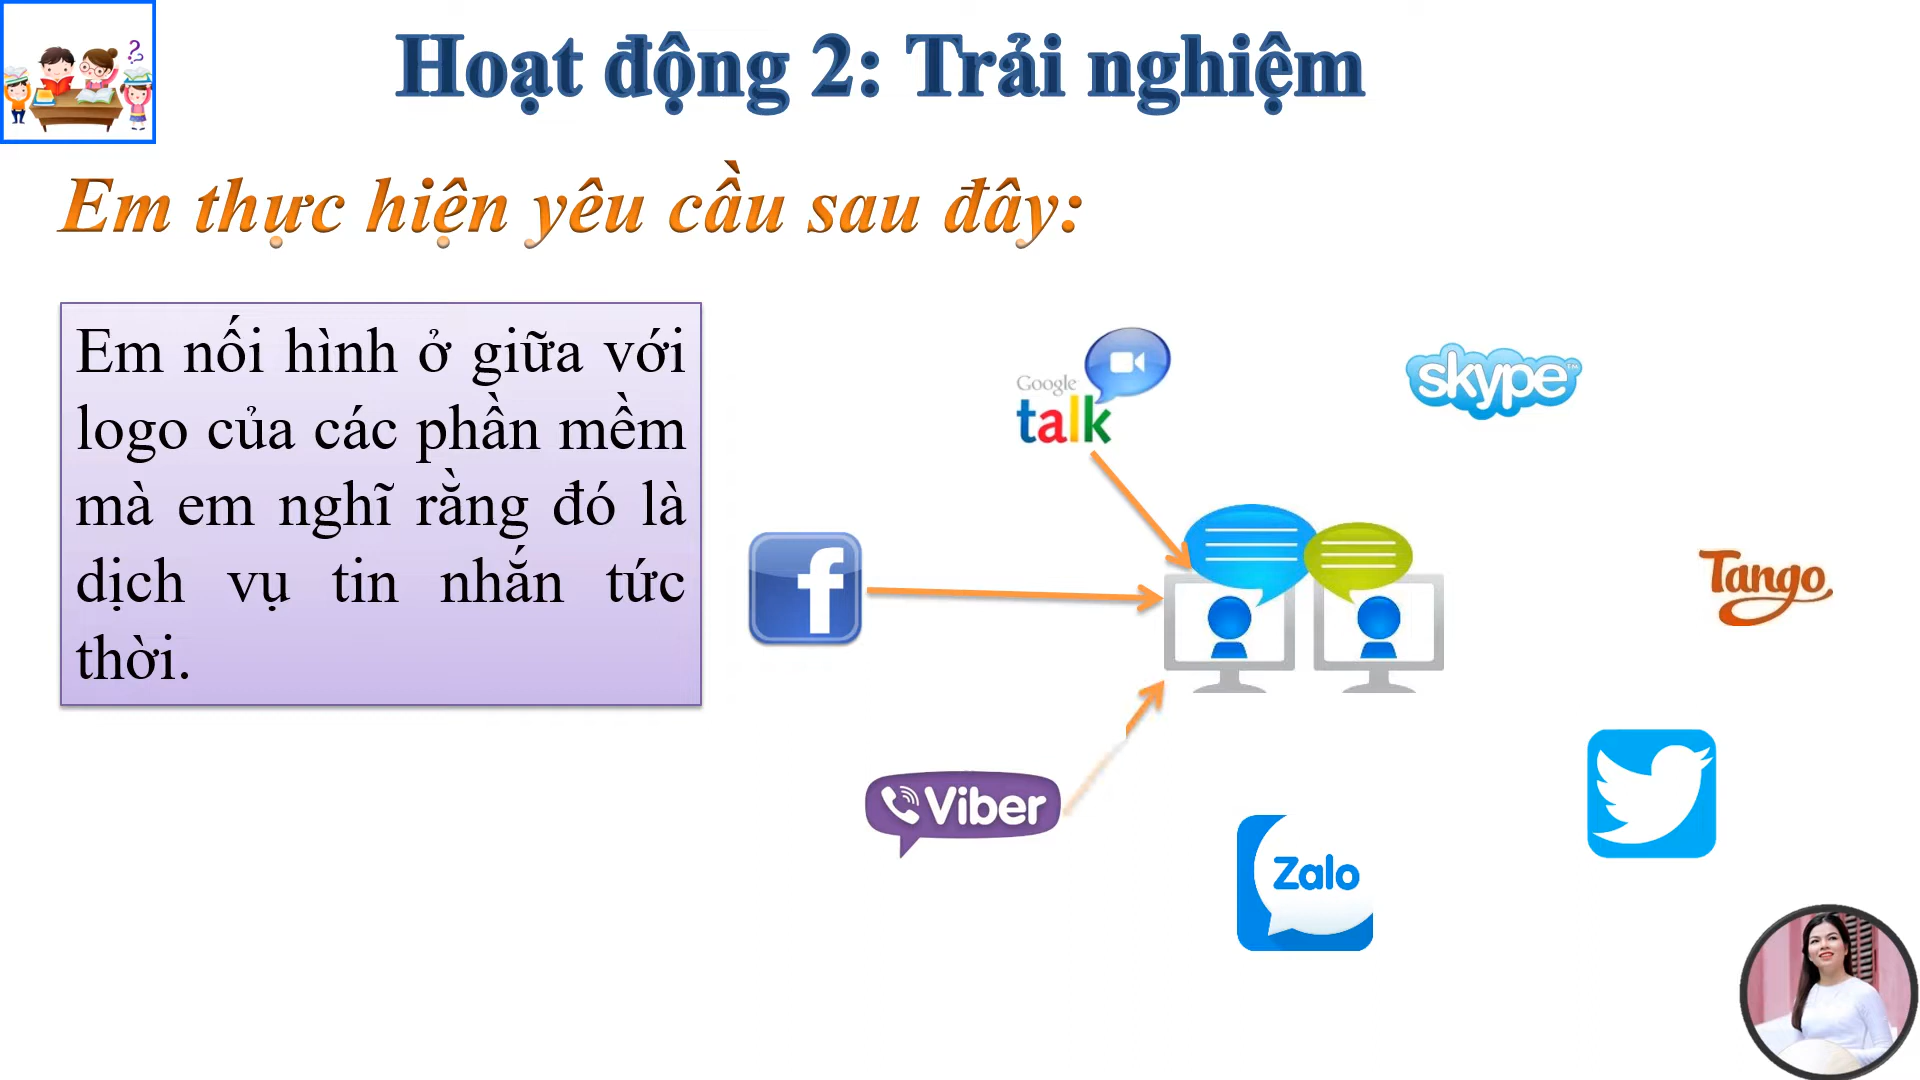 Hoạt động 2: Trải nghiệm
Em thực hiện yêu cầu sau đây:
Em nối hình ở giữa với
logo của các phần mềm
mà em nghĩ rằng đó là
dịch vụ tin nhắn tức
thời.
Google
talk
skype™
f
Tango
Viber
Zalo